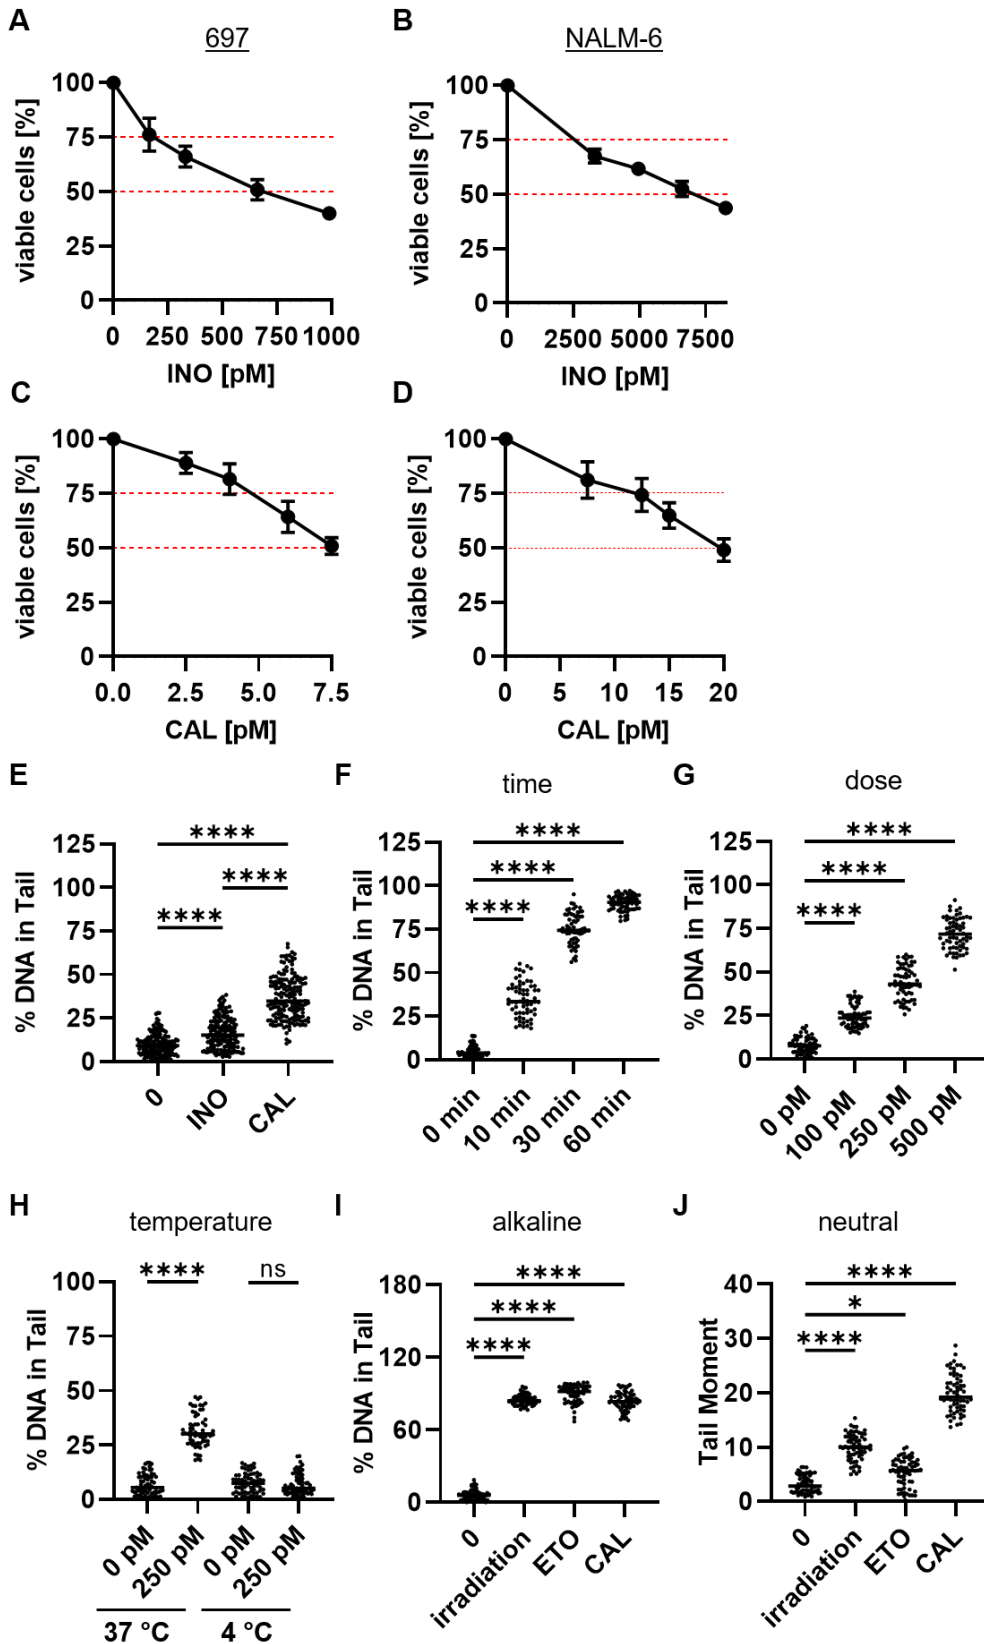 A
697
viable cells [%]
100
75
50
25
0
0 250 500 750 1000
INO [pM]
B
NALM-6
viable cells [%]
100
75
50
25
0
0 2500 5000 7500
INO [pM]
C
viable cells [%]
100
75
50
25
0
0.0 2.5 5.0 7.5
CAL [pM]
D
viable cells [%]
100
75
50
25
0
0 5 10 15 20
CAL [pM]
E
% DNA in Tail
125
100
75
50
25
0
****
****
****
0 INO CAL
F
time
% DNA in Tail
125
100
75
50
25
0
****
****
****
0 min 10 min 30 min 60 min
G
dose
% DNA in Tail
125
100
75
50
25
0
****
****
****
0 pM 100 pM 250 pM 500 pM
H
temperature
% DNA in Tail
100
75
50
25
0
**** ns
0 pM 250 pM 0 pM 250 pM
37 °C 4 °C
I
alkaline
% DNA in Tail
180
120
60
0
****
****
****
0 irradiation ETO CAL
J
neutral
Tail Moment
40
30
20
10
0
****
*
****
0 irradiation ETO CAL